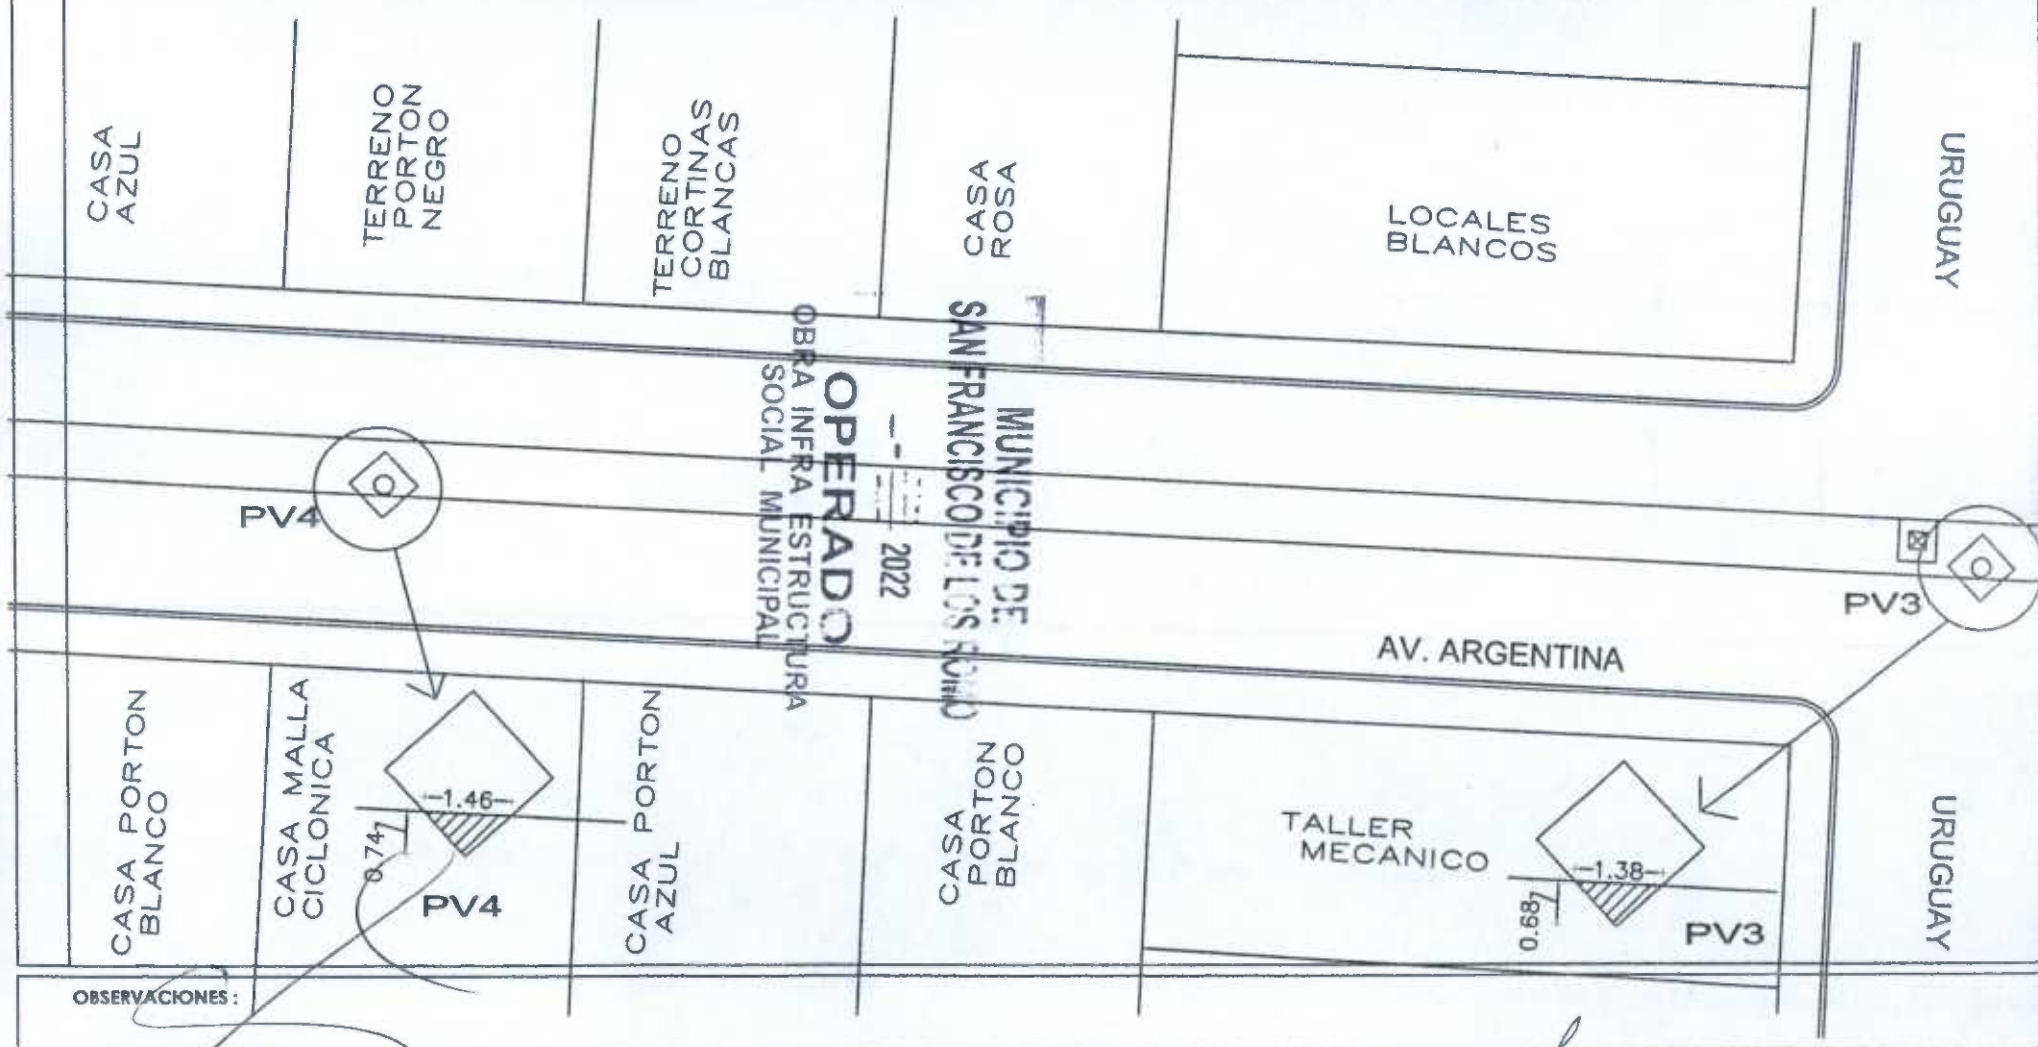 CASA
AZUL
TERRENO
PORTON
NEGRO
TERRENO
CORTINAS
BLANCAS
CASA
ROSA
LOCALES
BLANCOS
URUGUAY
MUNICIPIO DE
SAN FRANCISCO DE LOS
2022
OPERADO
OBRA INFRA ESTRUCTURA
SOCIAL MUNICIPAL
PV4
PV3
AV. ARGENTINA
CASA PORTON
BLANCO
CASA MALLA
CICLONICA
1.46
0.74
PV4
CASA PORTON
AZUL
CASA
PORTON
BLANCO
TALLER
MECANICO
1.38
0.68
PV3
URUGUAY
OBSERVACIONES: